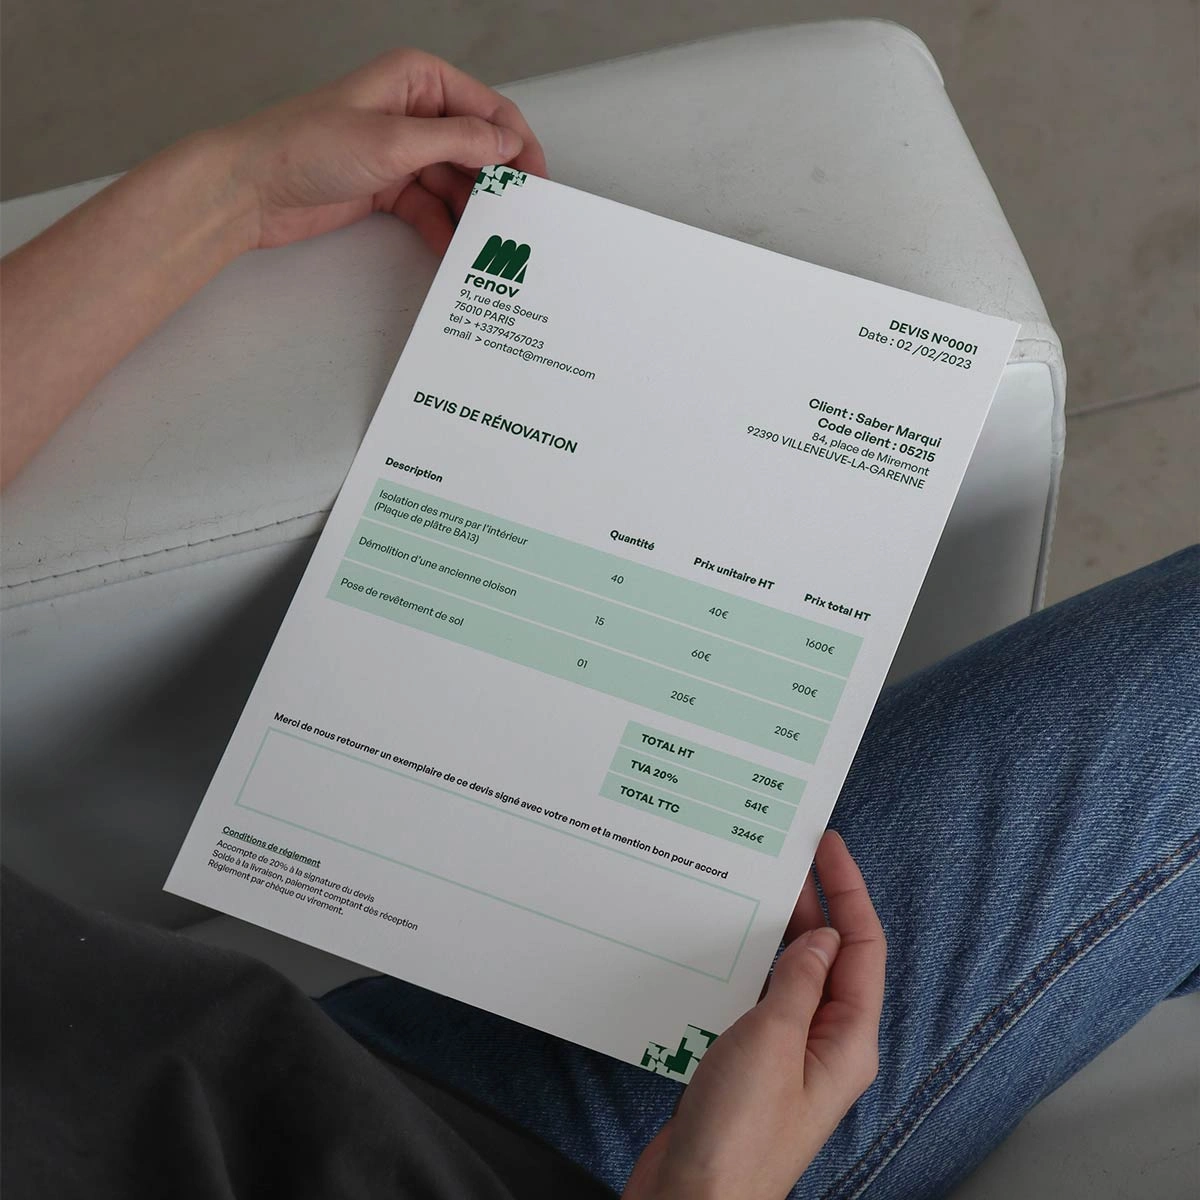 renov
91, rue des Soeurs
75010 PARIS
tel > +33794767023
email > contact@mrenov.com
DEVIS N°0001
Date : 02 /02/2023
Client : Saber Marqui
Code client : 05215
84, place de Miremont
92390 VILLENEUVE-LA-GARENNE
DEVIS DE RÉNOVATION
Description Quantité Prix unitaire HT Prix total HT
Isolation des murs par l'intérieur
(Plaque de plâtre BA13) 40 40€ 1600€
Démolition d'une ancienne cloison 15 60€ 900€
Pose de revêtement de sol 01 205€ 205€
TOTAL HT 2705€
TVA 20% 541€
TOTAL TTC 3246€
Merci de nous retourner un exemplaire de ce devis signé avec votre nom et la mention bon pour accord
Conditions de réglement
Accompte de 20% à la signature du devis
Solde à la livraison, paiement comptant dès réception
Réglement par chèque ou virement.